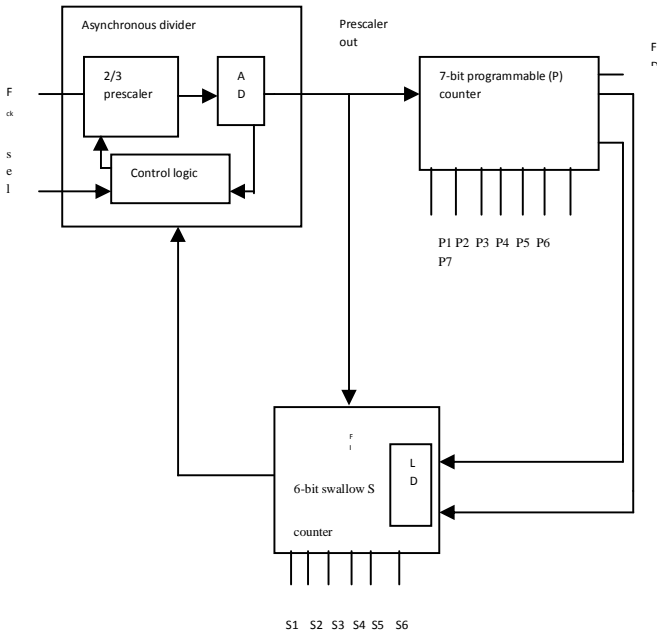 Asynchronous divider
Prescaler
out
2/3
prescaler
A
D
7-bit programmable (P)
counter
F
F
ck
s
e
l
Control logic
P1 P2 P3 P4 P5 P6
P7
F
I
L
D
6-bit swallow S
counter
S1 S2 S3 S4 S5 S6